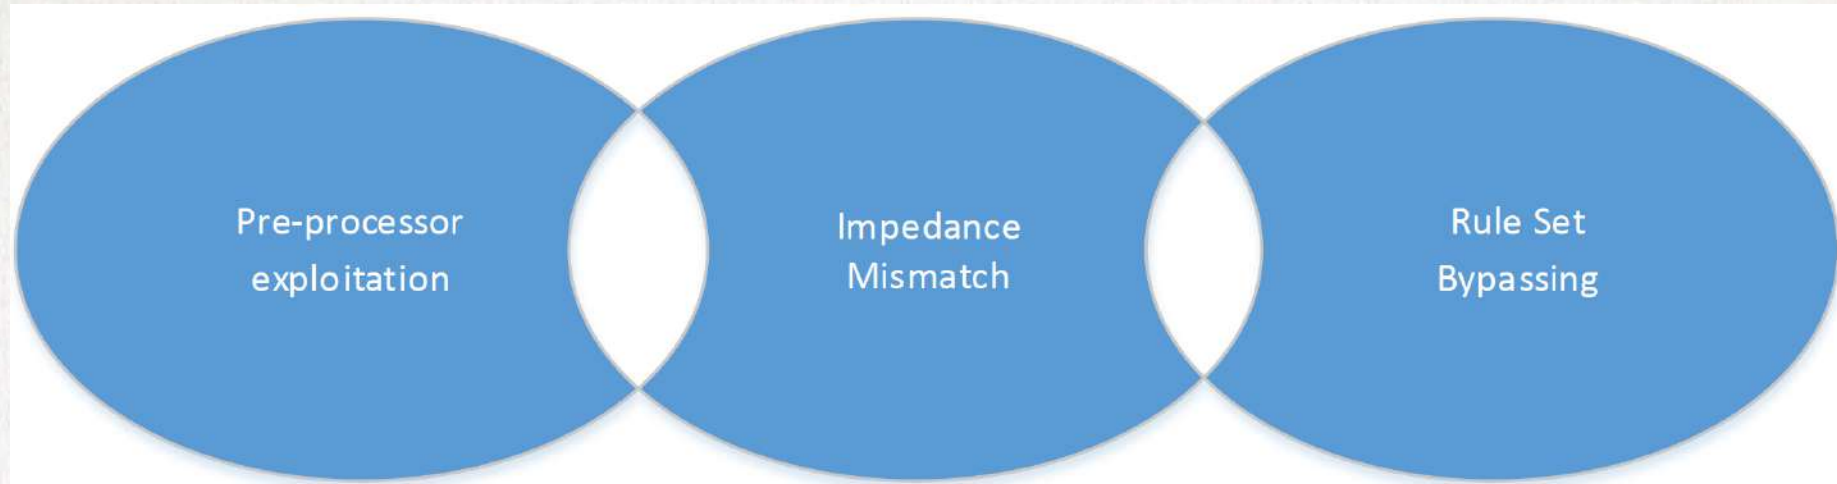 Pre-processor
exploitation
Impedance
Mismatch
Rule Set
Bypassing